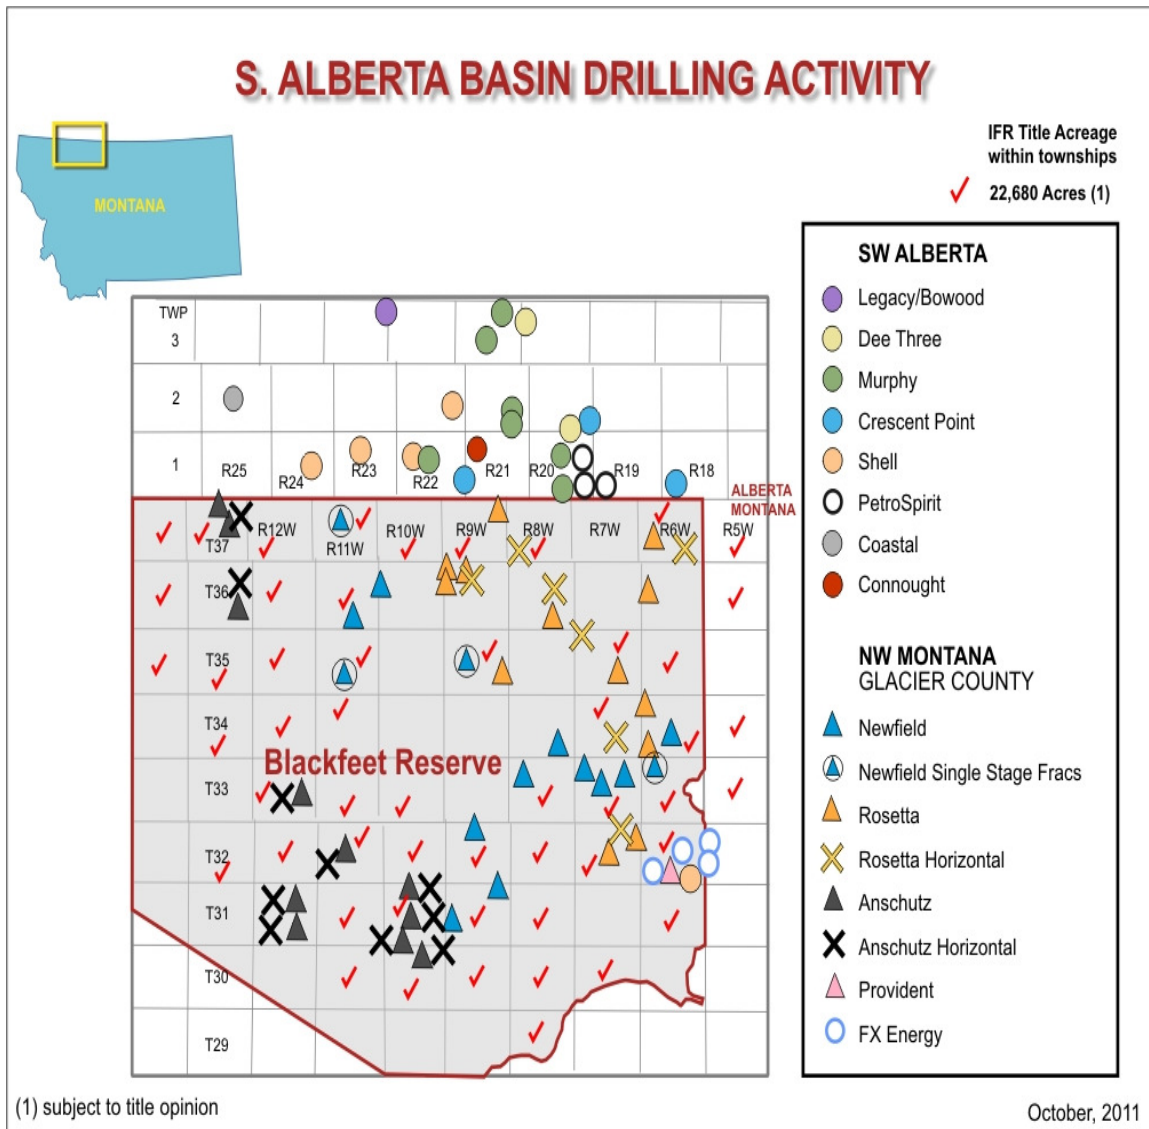 S. ALBERTA BASIN DRILLING ACTIVITY
IFR Title Acreage
within townships
22,680 Acres (1)
MONTANA
SW ALBERTA
Legacy/Bowood
Dee Three
Murphy
Crescent Point
Shell
PetroSpirit
Coastal
Connought
NW MONTANA
GLACIER COUNTY
Newfield
Newfield Single Stage Fracs
Rosetta
Rosetta Horizontal
Anschutz
Anschutz Horizontal
Provident
FX Energy
TWP
3
2
1
R25 R24 R23 R22 R21 R20 R19 R18
ALBERTA
MONTANA
R12W R11W R10W R9W R8W R7W R6W R5W
T37
T36
T35
T34
Blackfeet Reserve
T33
T32
T31
T30
T29
(1) subject to title opinion
October, 2011